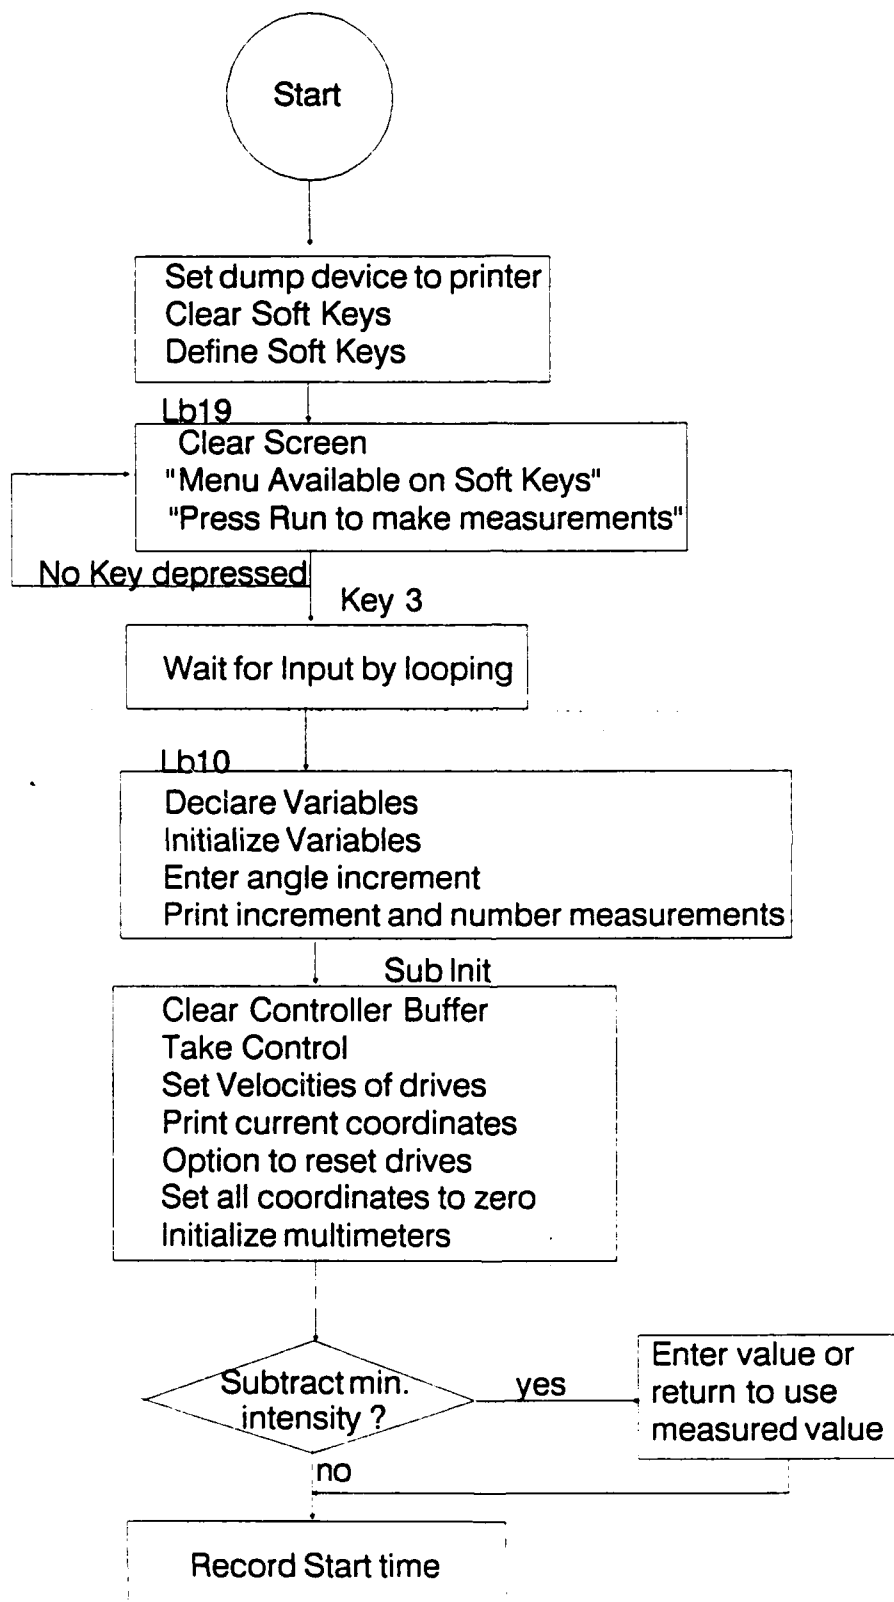 Start
Set dump device to printer
Clear Soft Keys
Define Soft Keys
Lb19
Clear Screen
"Menu Available on Soft Keys"
"Press Run to make measurements"
No Key depressed
Key 3
Wait for Input by looping
Lb10
Declare Variables
Initialize Variables
Enter angle increment
Print increment and number measurements
Sub Init
Clear Controller Buffer
Take Control
Set Velocities of drives
Print current coordinates
Option to reset drives
Set all coordinates to zero
Initialize multimeters
Subtract min.
intensity ?
yes
Enter value or
return to use
measured value
no
Record Start time